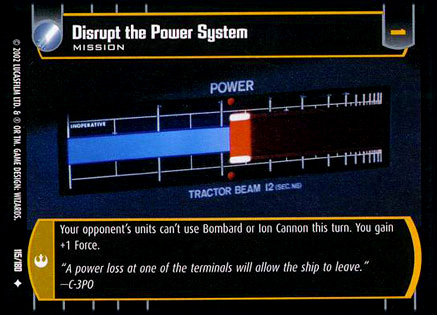 Disrupt the Power System
MISSION
1
POWER
INOPERATIVE
TRACTOR BEAM 12 (SEC.N6)
Your opponent's units can't use Bombard or Ion Cannon this turn. You gain
+1 Force.
"A power loss at one of the terminals will allow the ship to leave."
—C-3PO
© 2002 LUCASFILM LTD. & ® OR TM. GAME DESIGN: WIZARDS.
115/180